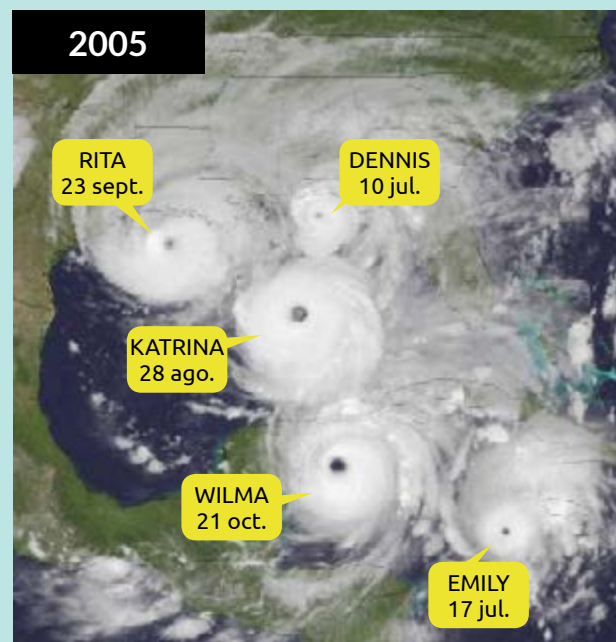 2005
RITA
23 sept.
DENNIS
10 jul.
KATRINA
28 ago.
WILMA
21 oct.
EMILY
17 jul.